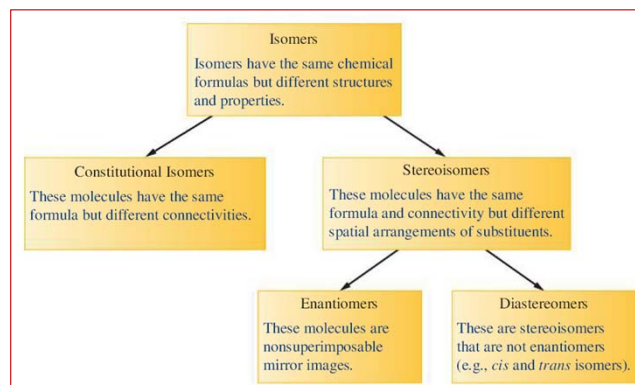 Isomers
Isomers have the same chemical
formulas but different structures
and properties.
Constitutional Isomers
These molecules have the same
formula but different connectivities.
Stereoisomers
These molecules have the same
formula and connectivity but different
spatial arrangements of substituents.
Enantiomers
These molecules are
nonsuperimposable
mirror images.
Diastereomers
These are stereoisomers
that are not enantiomers
(e.g., cis and trans isomers).